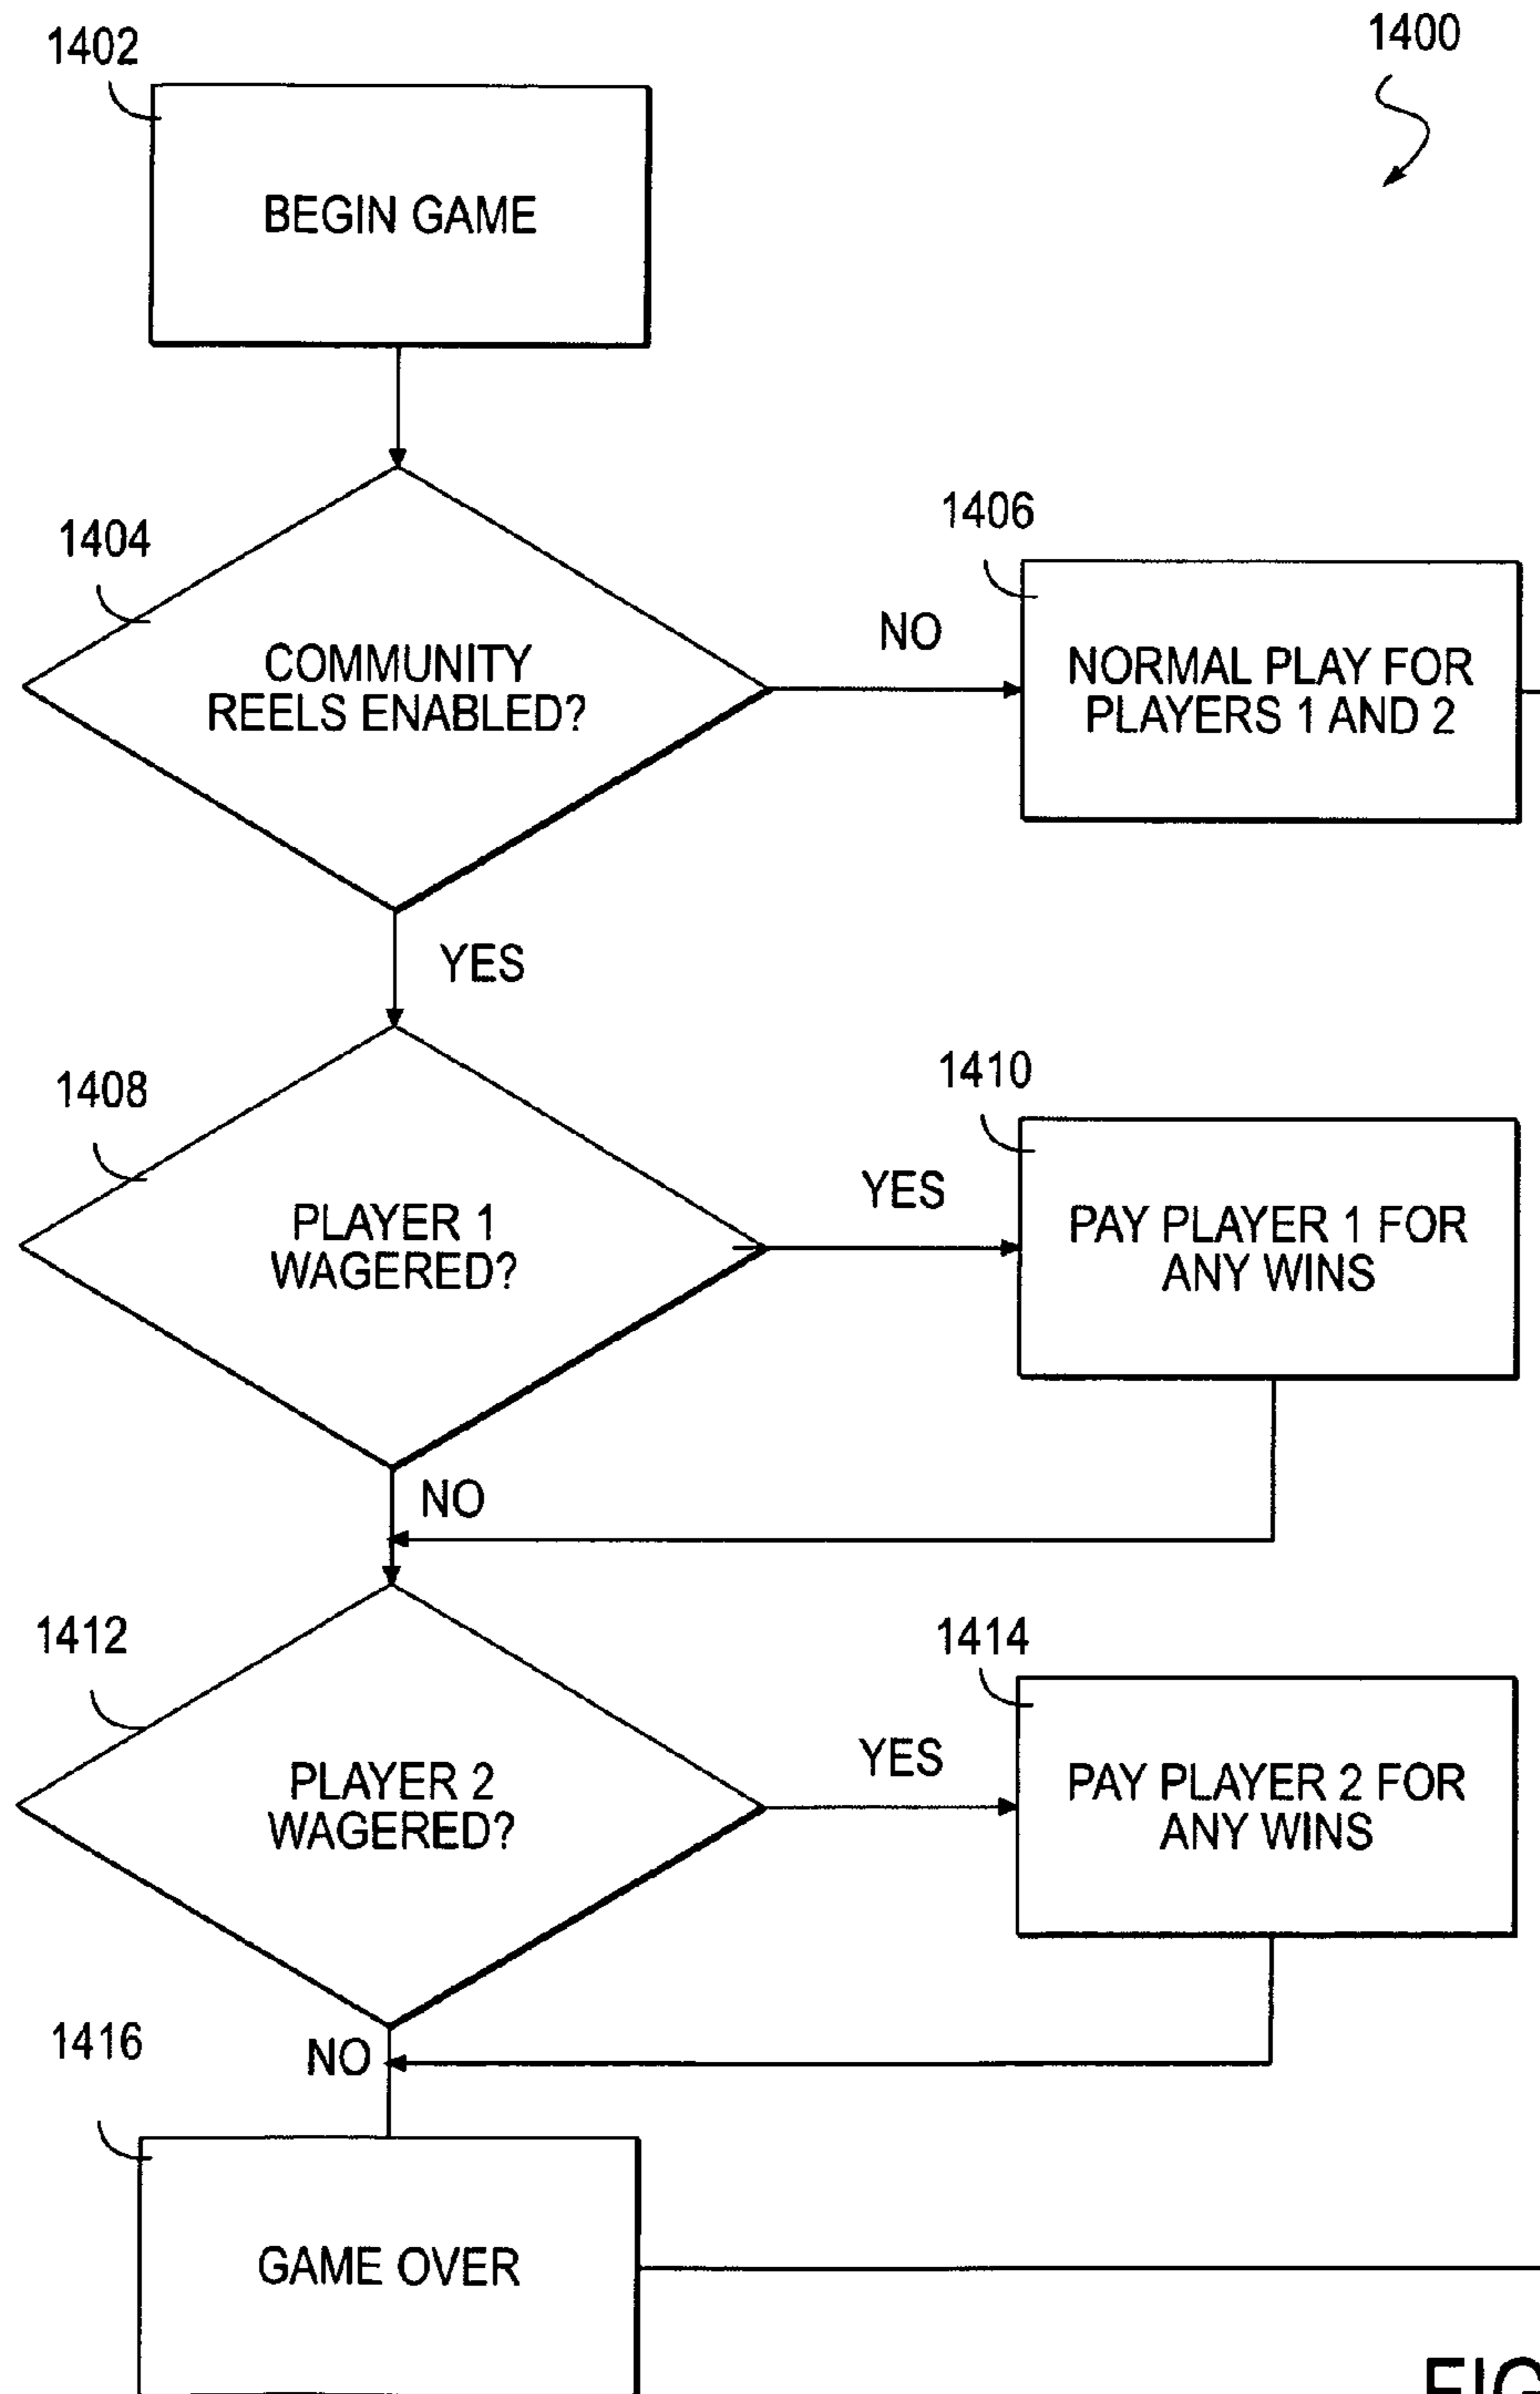 1402
1400
BEGIN GAME
1404
COMMUNITY
REELS ENABLED?
NO
1406
NORMAL PLAY FOR
PLAYERS 1 AND 2
YES
1408
PLAYER 1
WAGERED?
YES
1410
PAY PLAYER 1 FOR
ANY WINS
NO
1412
PLAYER 2
WAGERED?
YES
1414
PAY PLAYER 2 FOR
ANY WINS
NO
1416
GAME OVER
FIG